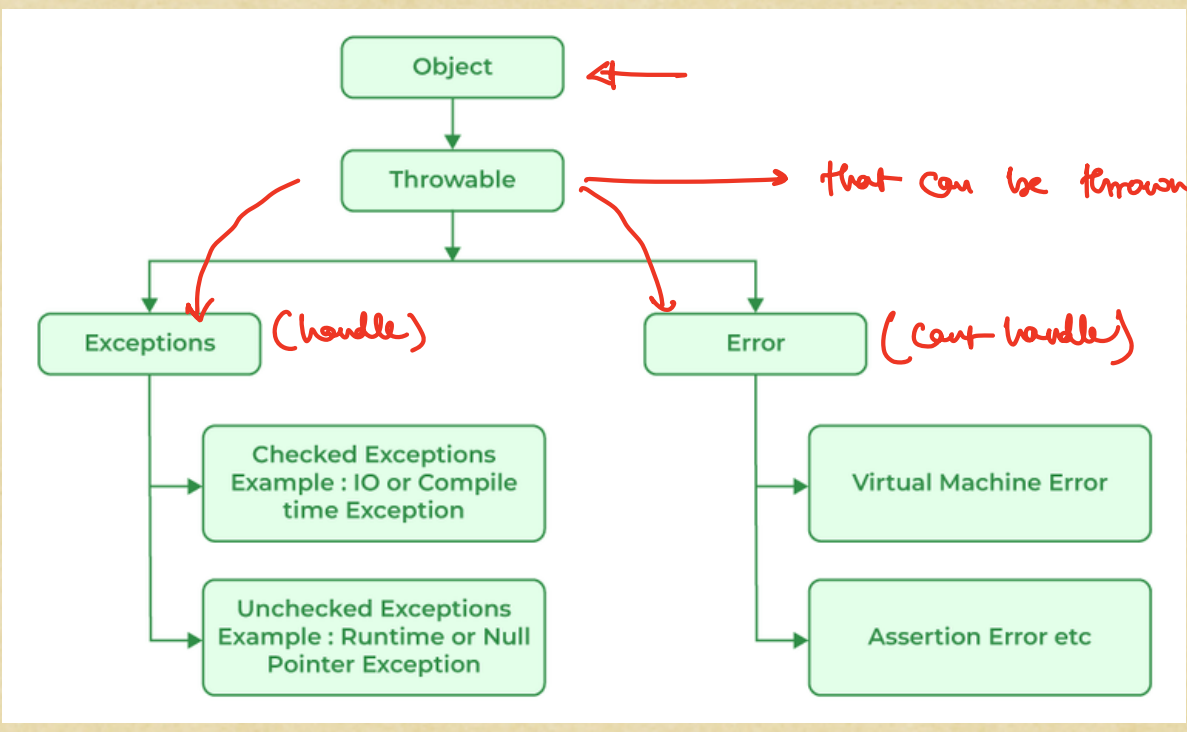 Object
Throwable
that can be thrown
Exceptions
(handle)
Error
(cant handle)
Checked Exceptions
Example : IO or Compile
time Exception
Virtual Machine Error
Unchecked Exceptions
Example : Runtime or Null
Pointer Exception
Assertion Error etc